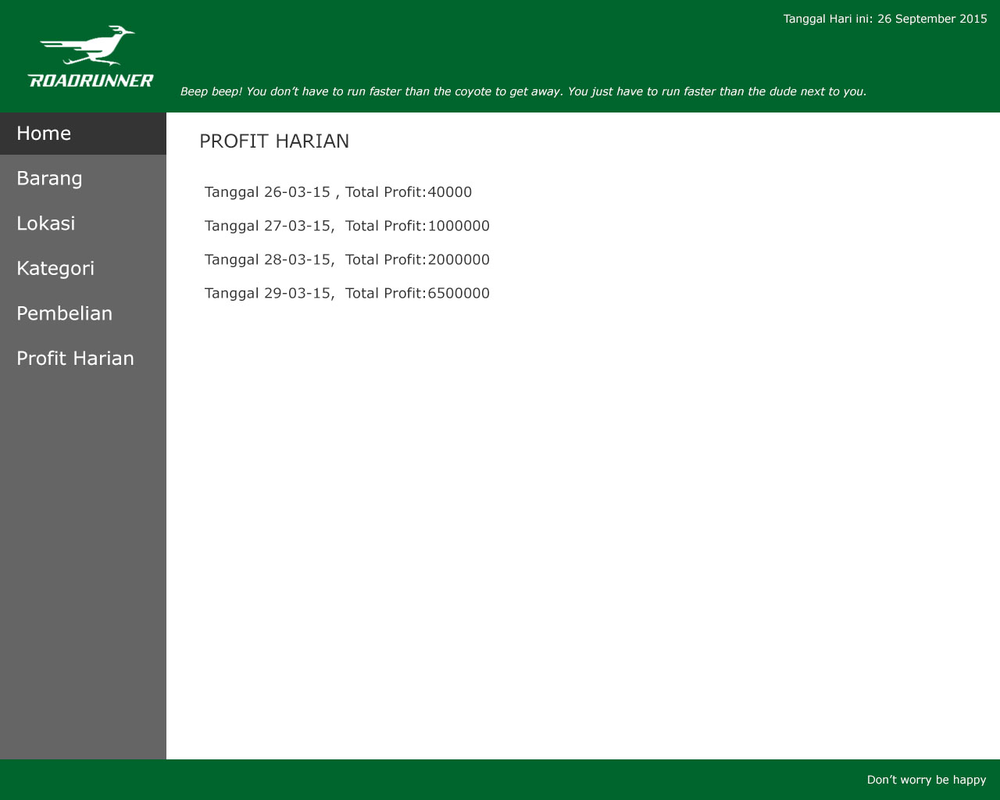 Tanggal Hari ini: 26 September 2015
ROADRUNNER
Beep beep! You don’t have to run faster than the coyote to get away. You just have to run faster than the dude next to you.
Home
Barang
Lokasi
Kategori
Pembelian
Profit Harian
PROFIT HARIAN
Tanggal 26-03-15 , Total Profit:40000
Tanggal 27-03-15,  Total Profit:1000000
Tanggal 28-03-15,  Total Profit:2000000
Tanggal 29-03-15,  Total Profit:6500000
Don’t worry be happy